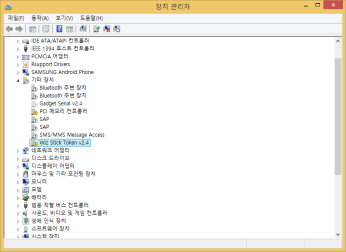 장치 관리자
파일(F) 동작(A) 보기(V) 도움말(H)
IDE ATA/ATAPI 컨트롤러
IEEE 1394 호스트 컨트롤러
PCMCIA 어댑터
Rsupport Drivers
SAMSUNG Android Phone
기타 장치
Bluetooth 주변 장치
Bluetooth 주변 장치
Gadget Serial v2.4
PCI 메모리 컨트롤러
SAP
SAP
SMS/MMS Message Access
Wiz Stick Token v2.4
네트워크 어댑터
디스크 드라이브
디스플레이 어댑터
마우스 및 기타 포인팅 장치
모니터
모뎀
배터리
범용 직렬 버스 컨트롤러
사운드, 비디오 및 게임 컨트롤러
생체 인식 장치
소프트웨어 장치
시스템 장치